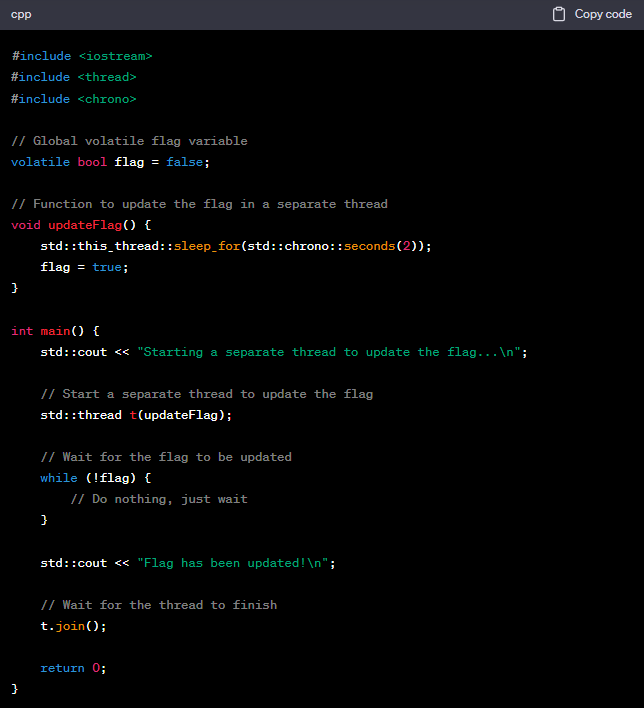 cpp
Copy code
#include <iostream>
#include <thread>
#include <chrono>
// Global volatile flag variable
volatile bool flag = false;
// Function to update the flag in a separate thread
void updateFlag() {
    std::this_thread::sleep_for(std::chrono::seconds(2));
    flag = true;
}
int main() {
    std::cout << "Starting a separate thread to update the flag...\n";
    // Start a separate thread to update the flag
    std::thread t(updateFlag);
    // Wait for the flag to be updated
    while (!flag) {
        // Do nothing, just wait
    }
    std::cout << "Flag has been updated!\n";
    // Wait for the thread to finish
    t.join();
    return 0;
}